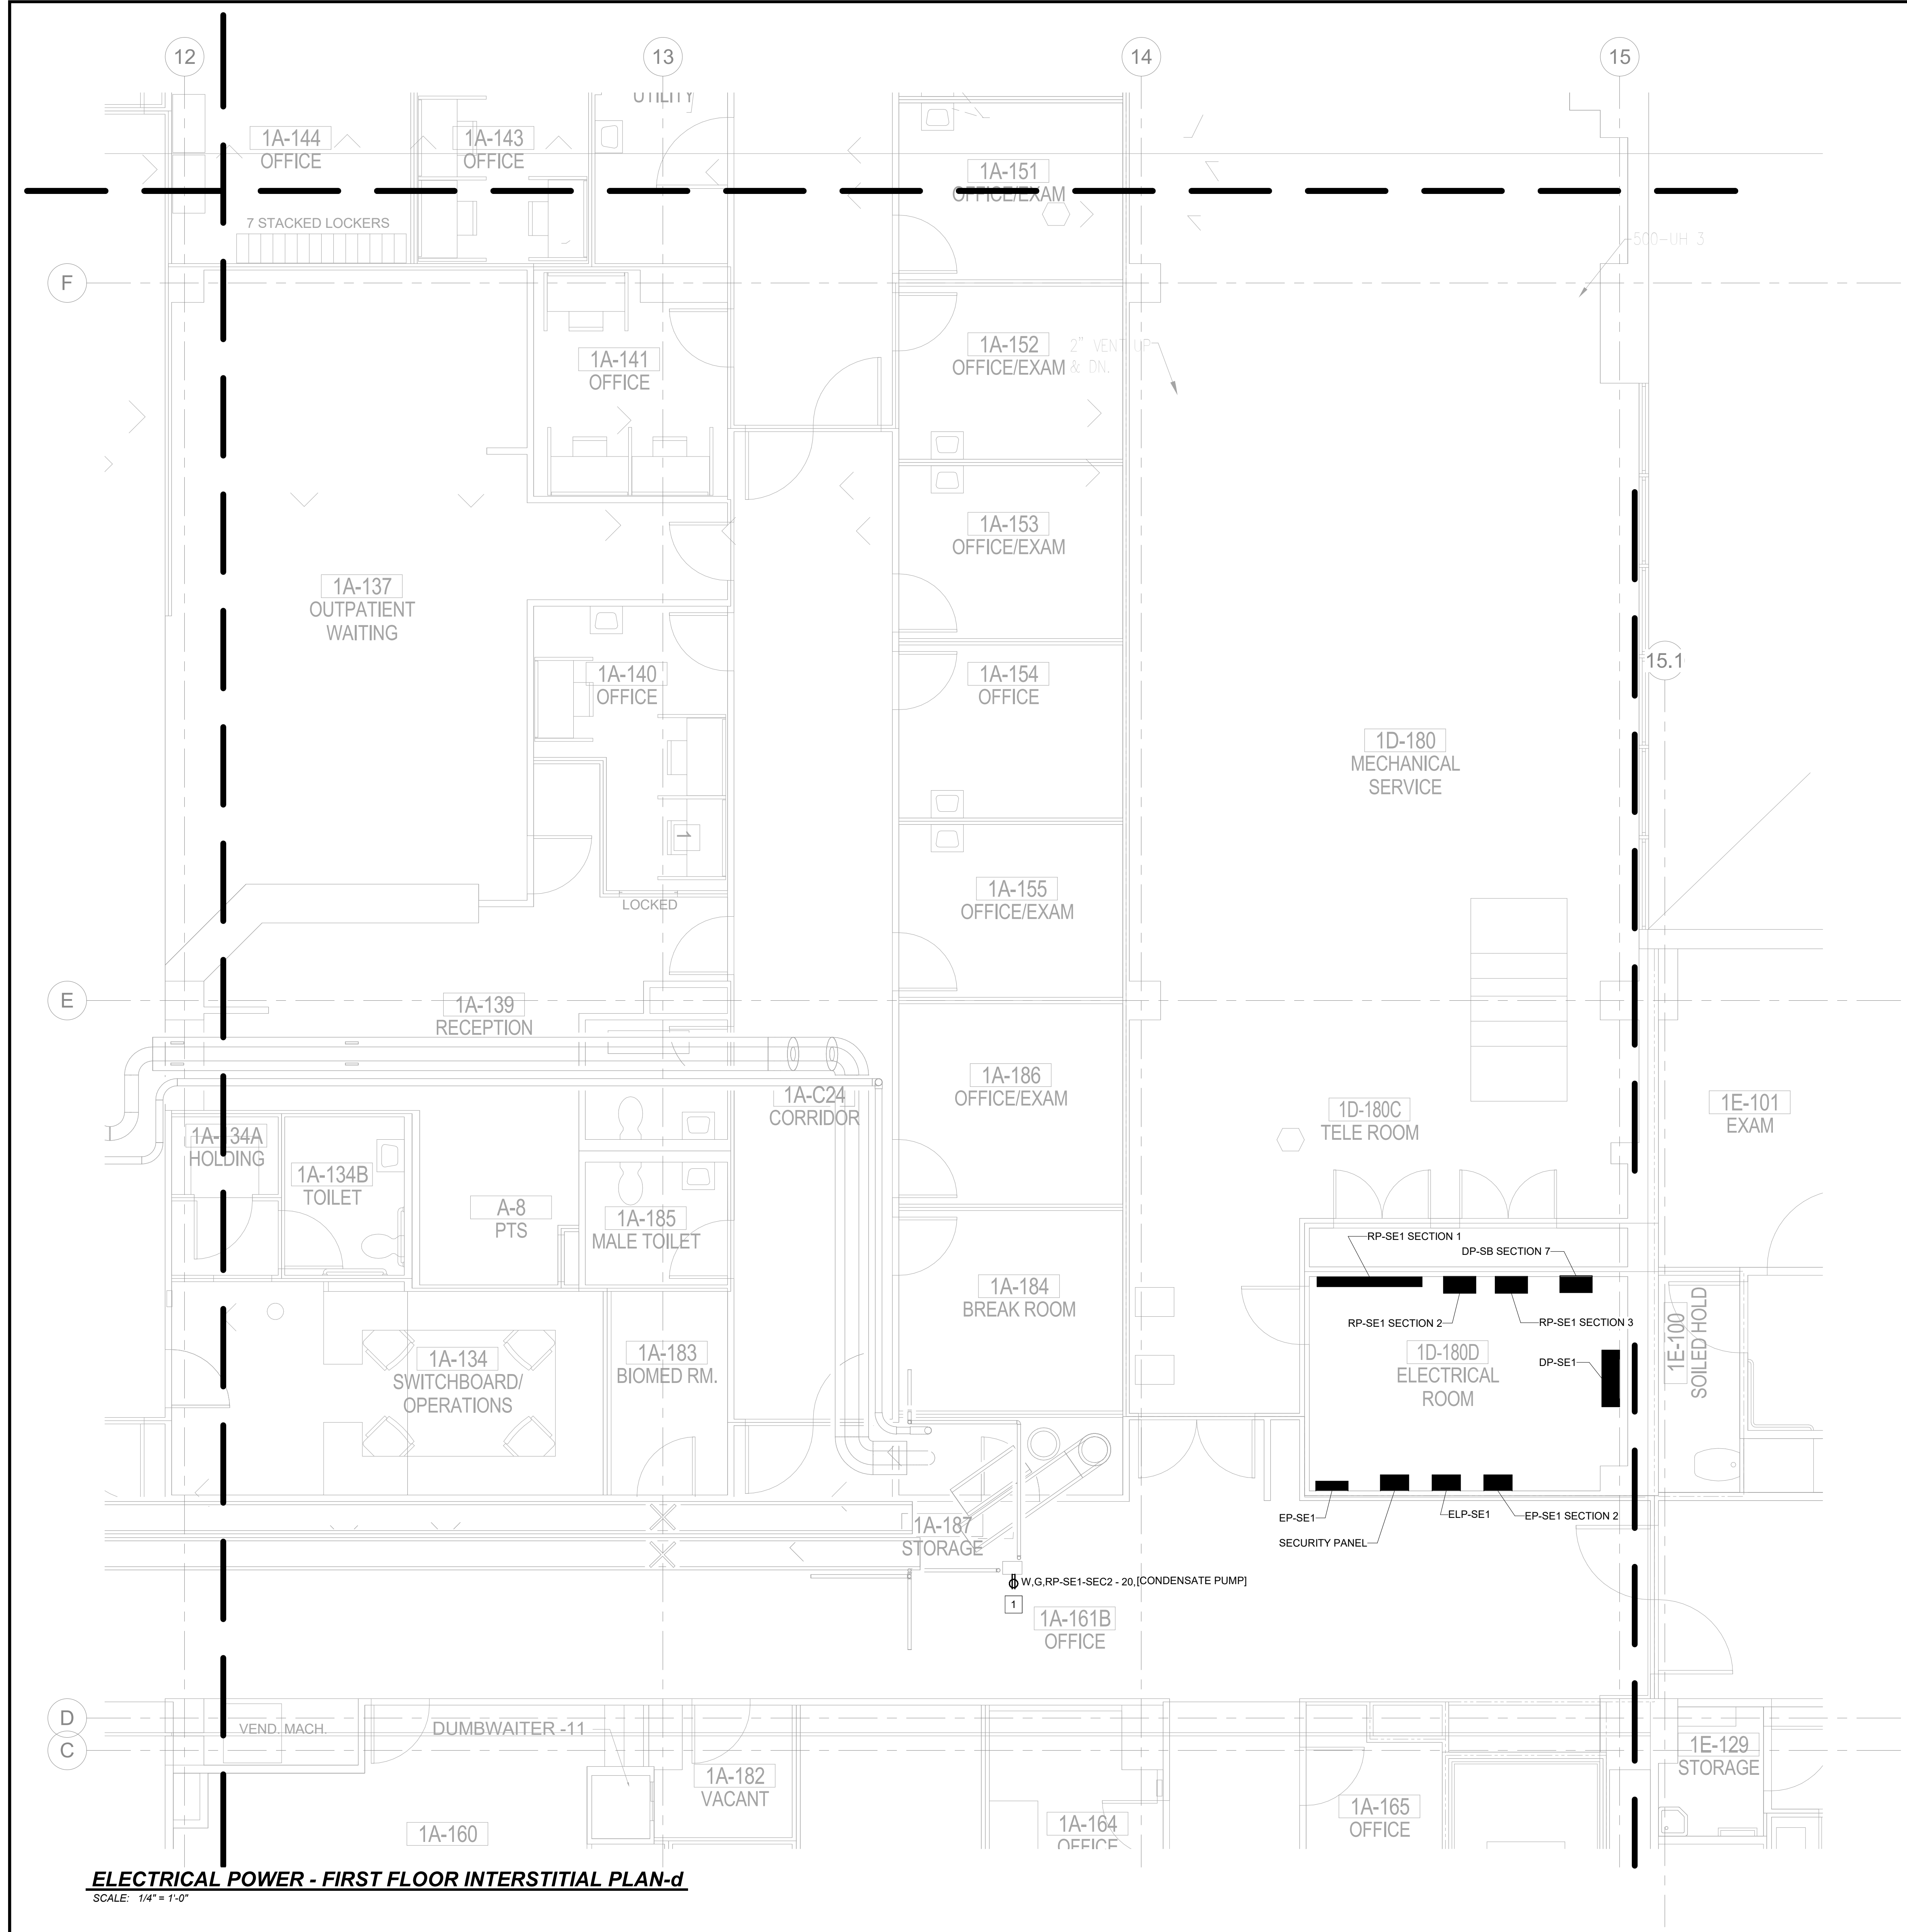 12
13
14
15
UTILITY
1A-144
OFFICE
1A-143
OFFICE
1A-151
OFFICE/EXAM
7 STACKED LOCKERS
500-UH 3
F
1A-141
OFFICE
1A-152
OFFICE/EXAM
2" VENT UP
& DN.
1A-153
OFFICE/EXAM
1A-137
OUTPATIENT
WAITING
15.1
1A-140
OFFICE
1A-154
OFFICE
1D-180
MECHANICAL
SERVICE
1
1A-155
OFFICE/EXAM
LOCKED
E
1A-139
RECEPTION
1A-186
OFFICE/EXAM
1A-C24
CORRIDOR
1D-180C
TELE ROOM
1E-101
EXAM
1A-134A
HOLDING
1A-134B
TOILET
A-8
PTS
1A-185
MALE TOILET
RP-SE1 SECTION 1
DP-SB SECTION 7
1A-184
BREAK ROOM
RP-SE1 SECTION 2
RP-SE1 SECTION 3
1E-100
SOILED HOLD
1A-134
SWITCHBOARD/
OPERATIONS
1A-183
BIOMED RM.
1D-180D
ELECTRICAL
ROOM
DP-SE1
EP-SE1
ELP-SE1
EP-SE1 SECTION 2
SECURITY PANEL
1A-187
STORAGE
W,G,RP-SE1-SEC2 - 20,[CONDENSATE PUMP]
1
1A-161B
OFFICE
D
C
VEND. MACH.
DUMBWAITER -11
1A-182
VACANT
1E-129
STORAGE
1A-160
1A-164
OFFICE
1A-165
OFFICE
ELECTRICAL POWER - FIRST FLOOR INTERSTITIAL PLAN-d
SCALE: 1/4" = 1'-0"